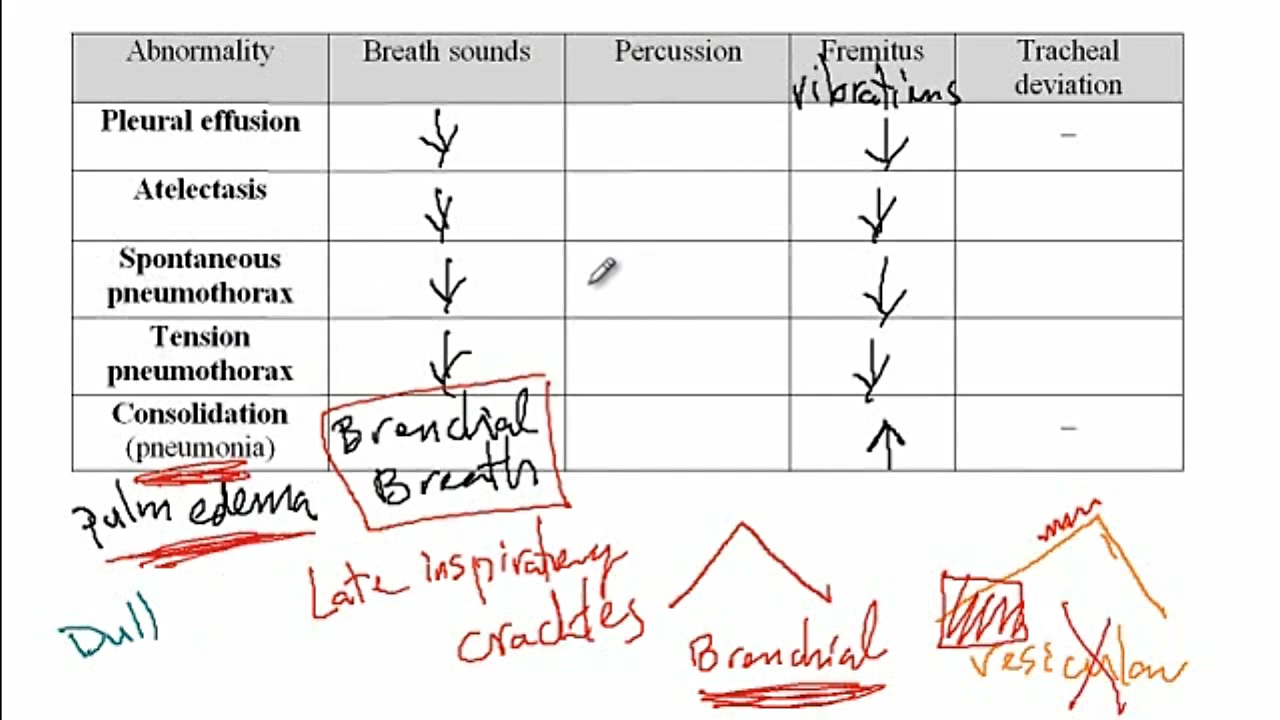 Abnormality Breath sounds Percussion Fremitus Tracheal
deviation
vibrations
Pleural effusion ↓ ↓ –
Atelectasis ↓ ↓
Spontaneous
pneumothorax ↓ ↓
Tension
pneumothorax ↓ ↓
Consolidation
(pneumonia) ↑ –
Bronchial
Breath
pulm edema
Late inspiratory
crackles
Dull
Bronchial
vesicular